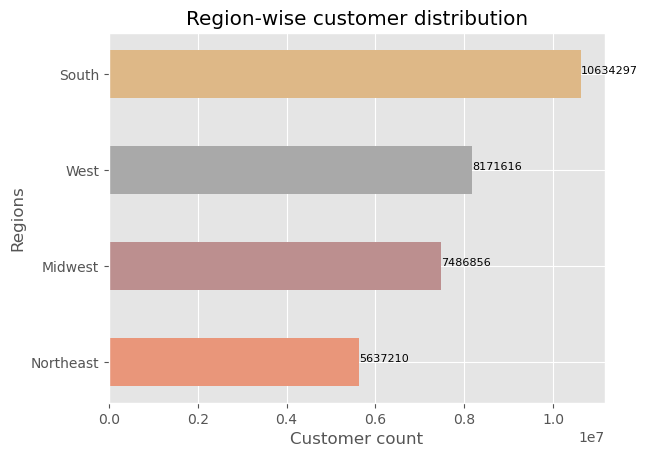 Region-wise customer distribution
Regions
South
10634297
West
8171616
Midwest
7486856
Northeast
5637210
0.0 0.2 0.4 0.6 0.8 1.0
1e7
Customer count